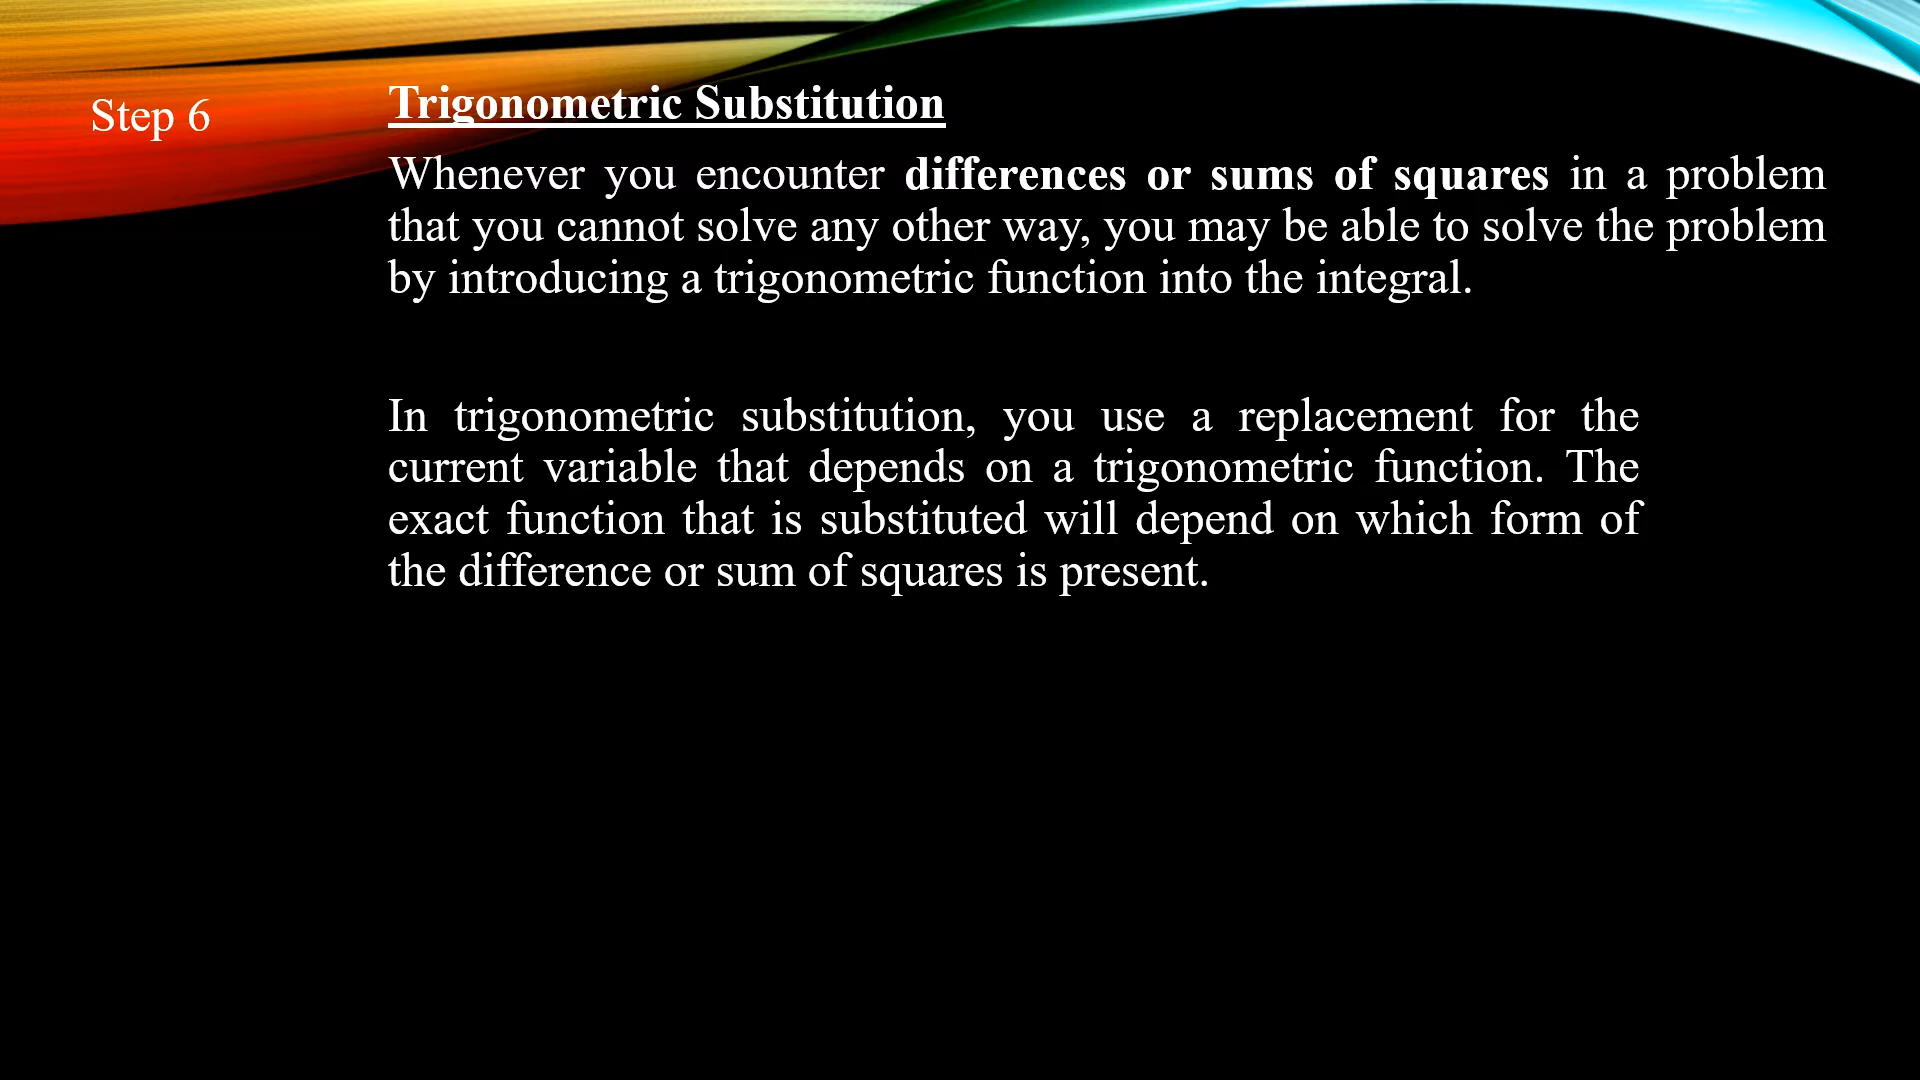 Step 6
Trigonometric Substitution
Whenever you encounter differences or sums of squares in a problem
that you cannot solve any other way, you may be able to solve the problem
by introducing a trigonometric function into the integral.
In trigonometric substitution, you use a replacement for the
current variable that depends on a trigonometric function. The
exact function that is substituted will depend on which form of
the difference or sum of squares is present.